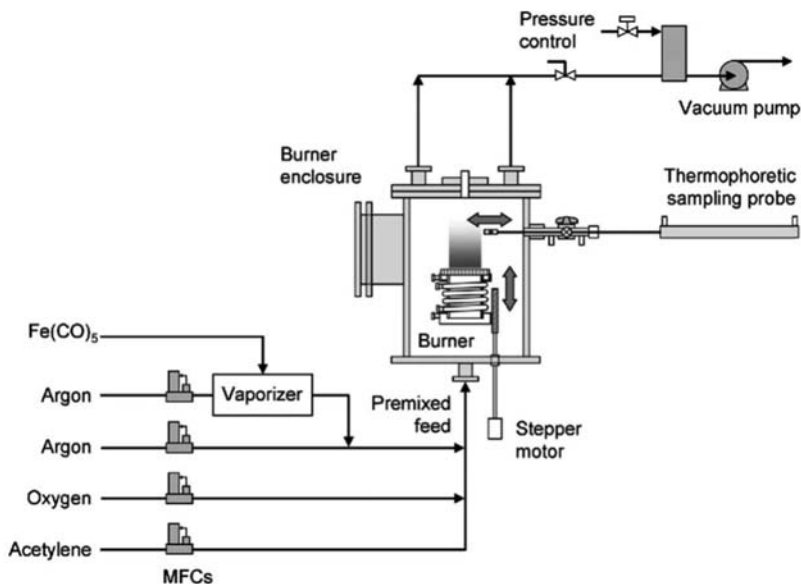 Pressure
control
Vacuum pump
Burner
enclosure
Thermophoretic
sampling probe
Burner
Fe(CO)5
Argon
Vaporizer
Premixed
feed
Argon
Stepper
motor
Oxygen
Acetylene
MFCs